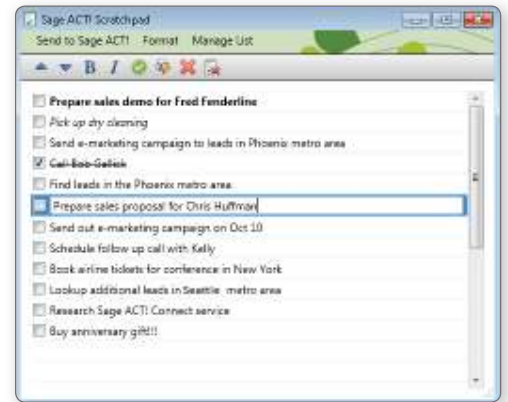 Sage ACT! Scratchpad
Send to Sage ACT! Format Manage List
B I
Prepare sales demo for Fred Fenderline
Pick up dry cleaning
Send e-marketing campaign to leads in Phoenix metro area
Call Bob Gallick
Find leads in the Phoenix metro area
Prepare sales proposal for Chris Huffman
Send out e-marketing campaign on Oct 10
Schedule follow up call with Kelly
Book airline tickets for conference in New York
Lookup additional leads in Seattle metro area
Research Sage ACT! Connect service
Buy anniversary gift!!!